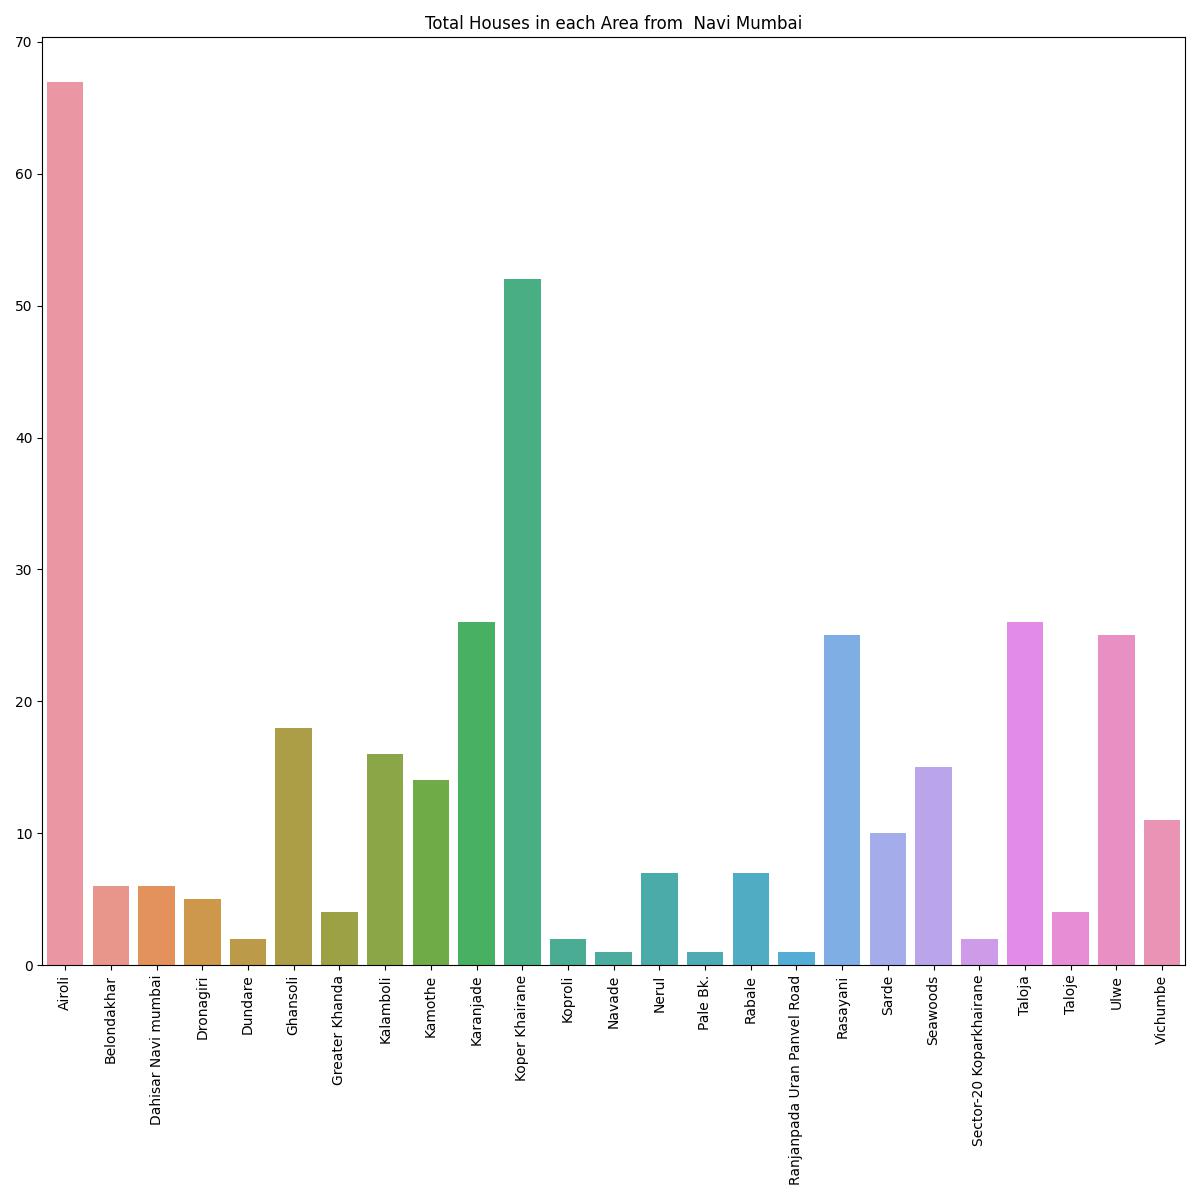 Total Houses in each Area from  Navi Mumbai
70
60
50
40
30
20
10
0
Airoli
Belondakhar
Dahisar Navi mumbai
Dronagiri
Dundare
Ghansoli
Greater Khanda
Kalamboli
Kamothe
Karanjade
Koper Khairane
Koproli
Navade
Nerul
Pale Bk.
Rabale
Ranjanpada Uran Panvel Road
Rasayani
Sarde
Seawoods
Sector-20 Koparkhairane
Taloja
Taloje
Ulwe
Vichumbe